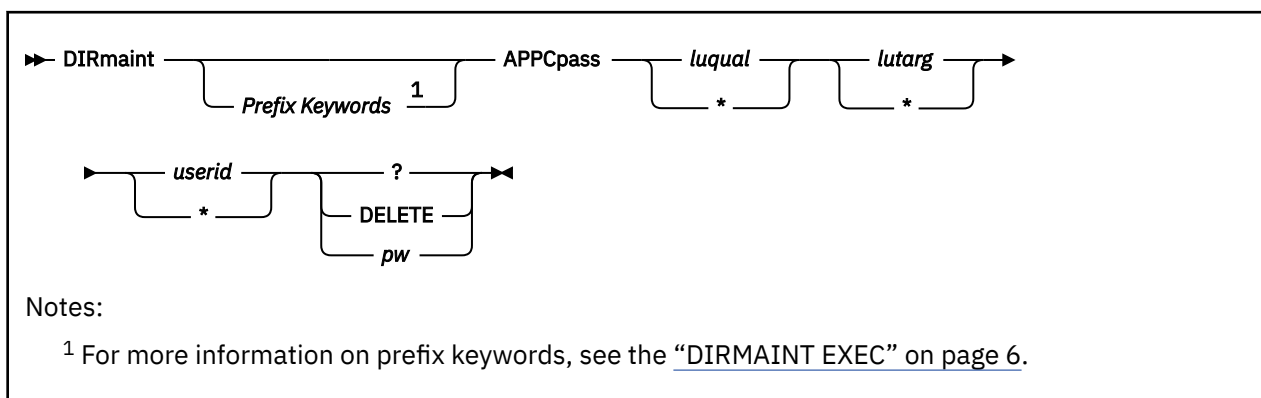 DIRmaint APPCpass luqual lutarg
Prefix Keywords 1 * *
userid ?
* DELETE
pw
Notes:
1 For more information on prefix keywords, see the “DIRMAINT EXEC” on page 6.